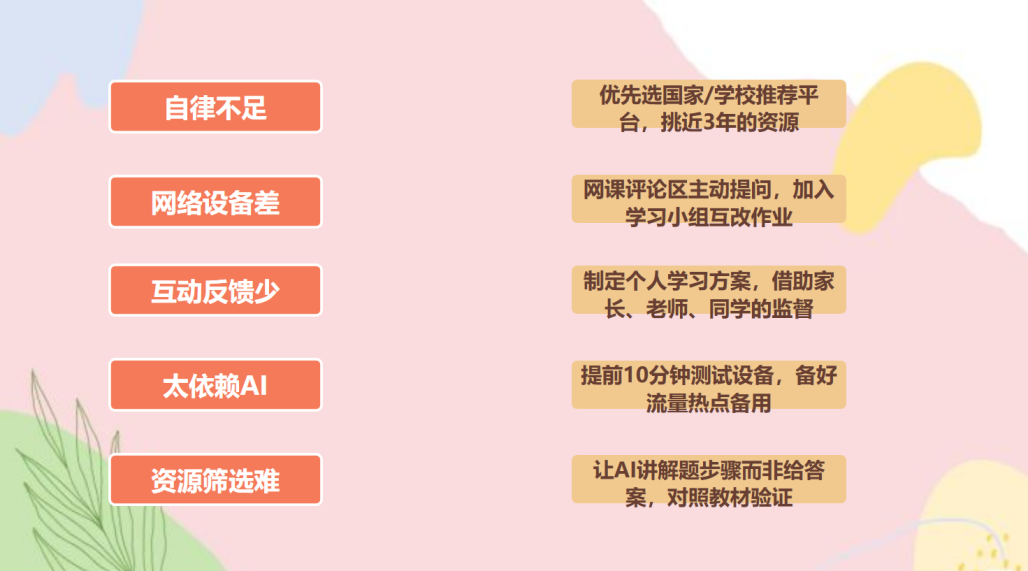 自律不足
优先选国家/学校推荐平
台，挑近3年的资源
网络设备差
网课评论区主动提问，加入
学习小组互改作业
互动反馈少
制定个人学习方案，借助家
长、老师、同学的监督
太依赖AI
提前10分钟测试设备，备好
流量热点备用
资源筛选难
让AI讲解题步骤而非给答
案，对照教材验证